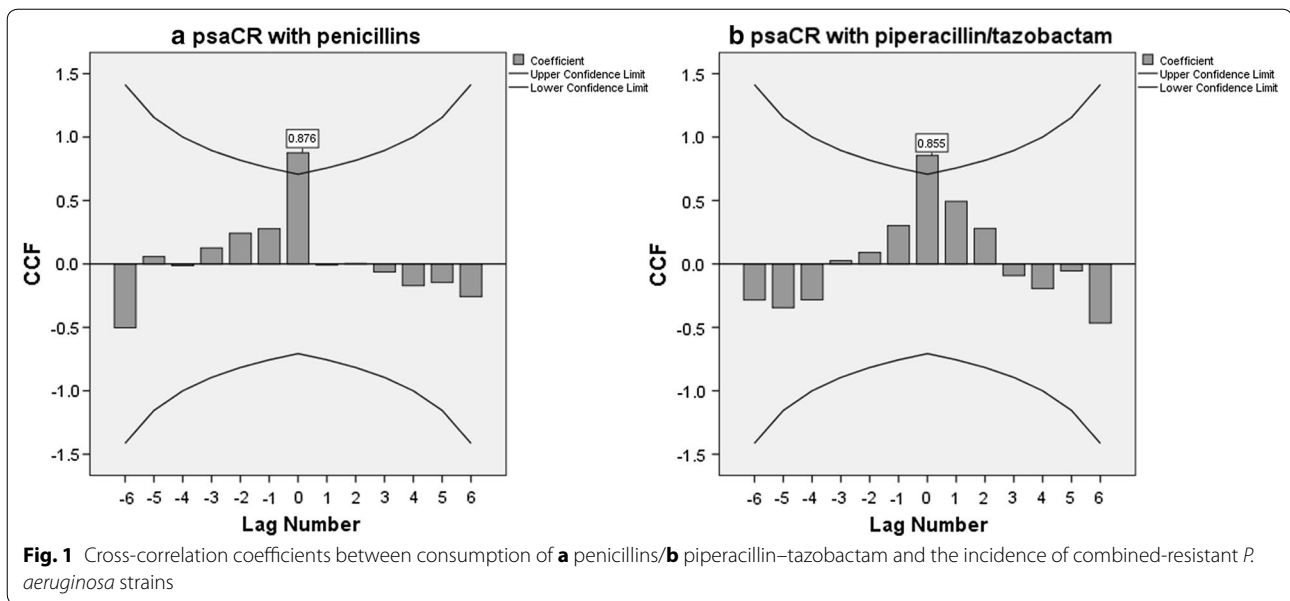 a psaCR with penicillins
Coefficient
Upper Confidence Limit
Lower Confidence Limit
1.5
1.0
0.5
0.0
-0.5
-1.0
-1.5
CCF
0.876
-6 -5 -4 -3 -2 -1 0 1 2 3 4 5 6
Lag Number
b psaCR with piperacillin/tazobactam
Coefficient
Upper Confidence Limit
Lower Confidence Limit
1.5
1.0
0.5
0.0
-0.5
-1.0
-1.5
CCF
0.855
-6 -5 -4 -3 -2 -1 0 1 2 3 4 5 6
Lag Number
Fig. 1 Cross-correlation coefficients between consumption of a penicillins/b piperacillin–tazobactam and the incidence of combined-resistant P.
aeruginosa strains